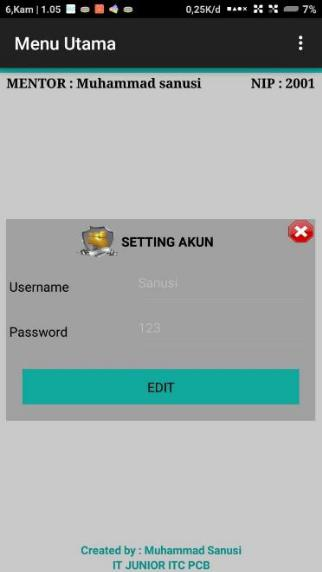 6,Kam | 1.05 0,25K/d 7%
Menu Utama
MENTOR : Muhammad sanusi NIP : 2001
SETTING AKUN
Username Sanusi
Password 123
EDIT
Created by : Muhammad Sanusi
IT JUNIOR ITC PCB